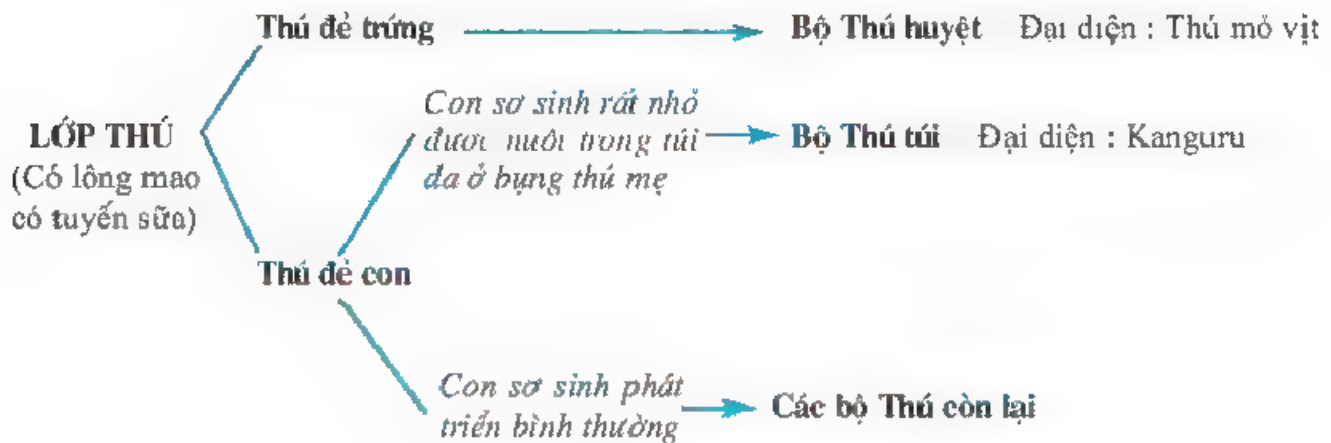 Thú đẻ trứng
Bộ Thú huyệt Đại diện : Thú mỏ vịt
LỚP THÚ
(Có lông mao
có tuyến sữa)
Con sơ sinh rất nhỏ
được nuôi trong túi
da ở bụng thú mẹ
Bộ Thú túi Đại diện : Kanguru
Thú đẻ con
Con sơ sinh phát
triển bình thường
Các bộ Thú còn lại